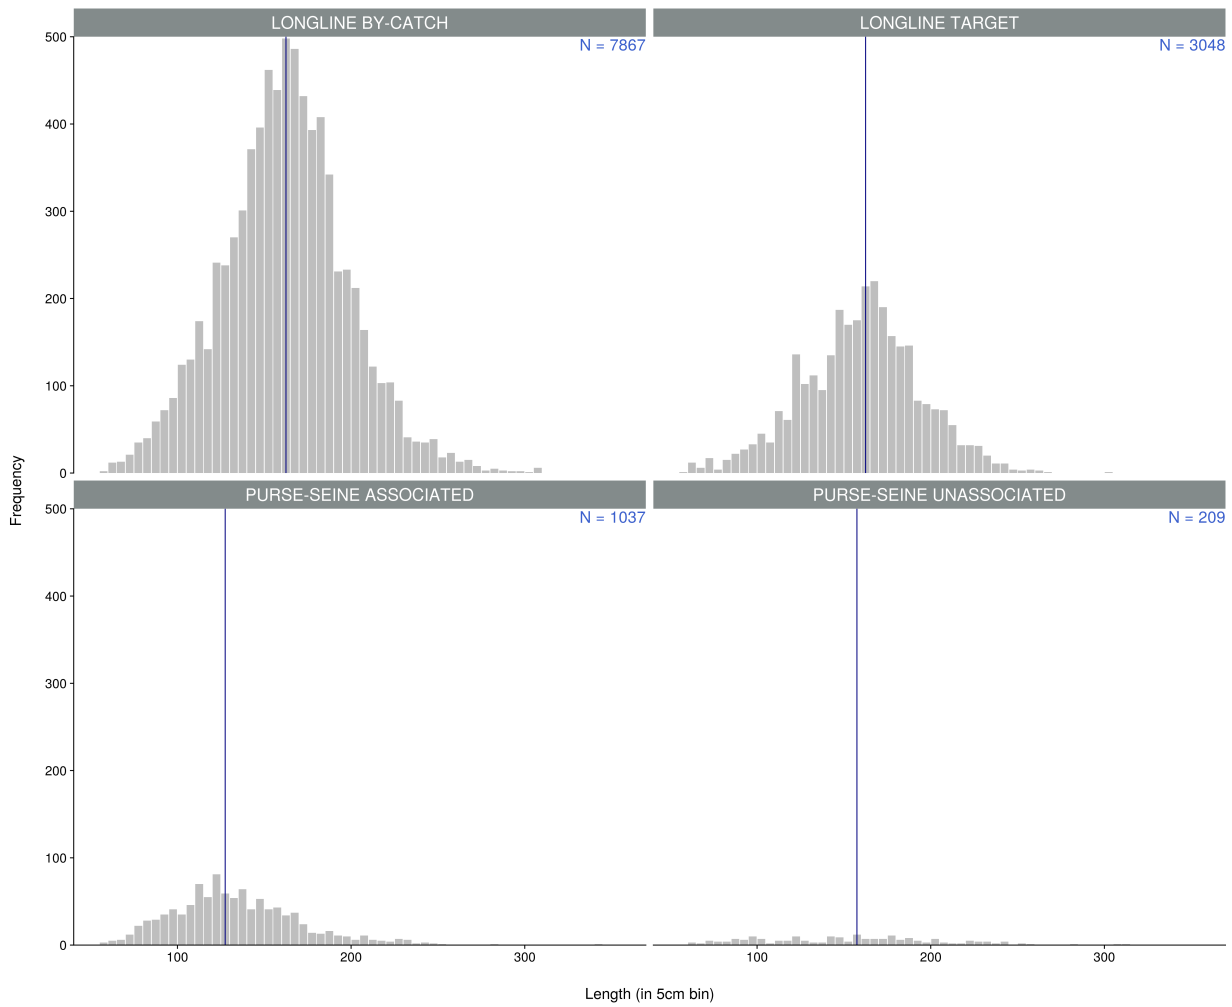 LONGLINE BY-CATCH
LONGLINE TARGET
N = 7867
N = 3048
500
400
300
200
100
0
PURSE-SEINE ASSOCIATED
PURSE-SEINE UNASSOCIATED
N = 1037
N = 209
500
400
300
200
100
0
100 200 300
100 200 300
Frequency
Length (in 5cm bin)